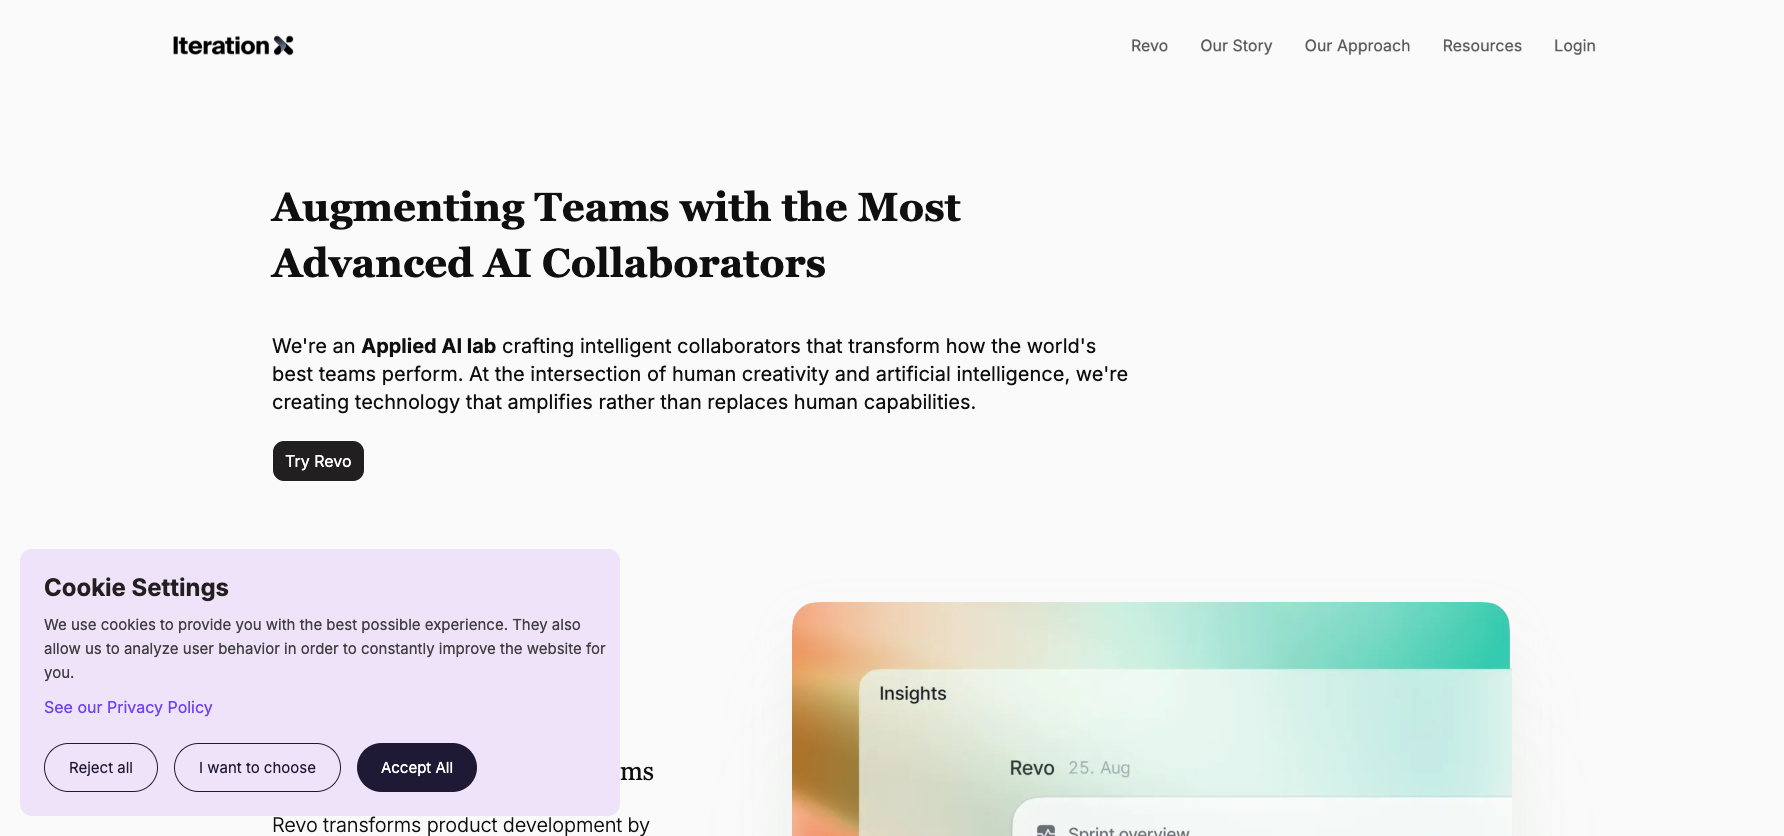 IterationX
Revo
Our Story
Our Approach
Resources
Login
Augmenting Teams with the Most
Advanced AI Collaborators
We're an Applied AI lab crafting intelligent collaborators that transform how the world's
best teams perform. At the intersection of human creativity and artificial intelligence, we're
creating technology that amplifies rather than replaces human capabilities.
Try Revo
Cookie Settings
We use cookies to provide you with the best possible experience. They also
allow us to analyze user behavior in order to constantly improve the website for
you.
See our Privacy Policy
Reject all
I want to choose
Accept All
Revo transforms product development by
Insights
Revo 25. Aug
Sprint overview